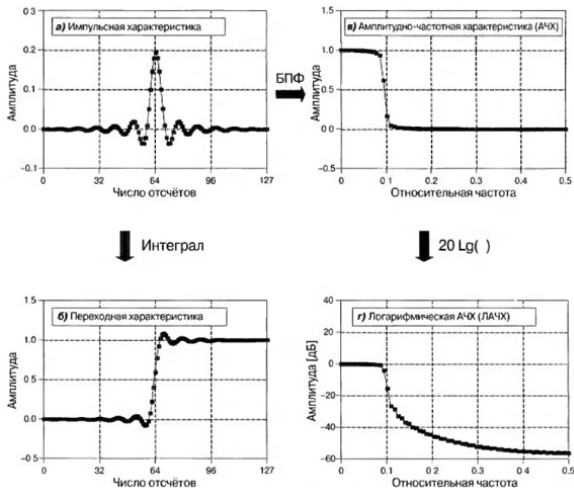 а) Импульсная характеристика
Амплитуда
0.3
0.2
0.1
0.0
-0.1
0
32
64
96
127
Число отсчётов
БПФ
в) Амплитудно-частотная характеристика (АЧХ)
Амплитуда
1.5
1.0
0.5
0.0
-0.5
0
0.1
0.2
0.3
0.4
0.5
Относительная частота
Интеграл
20 Lg( )
б) Переходная характеристика
Амплитуда
1.5
1.0
0.5
0.0
-0.5
0
32
64
96
127
Число отсчётов
г) Логарифмическая АЧХ (ЛАЧХ)
Амплитуда [дБ]
40
20
0
-20
-40
-60
0
0.1
0.2
0.3
0.4
0.5
Относительная частота